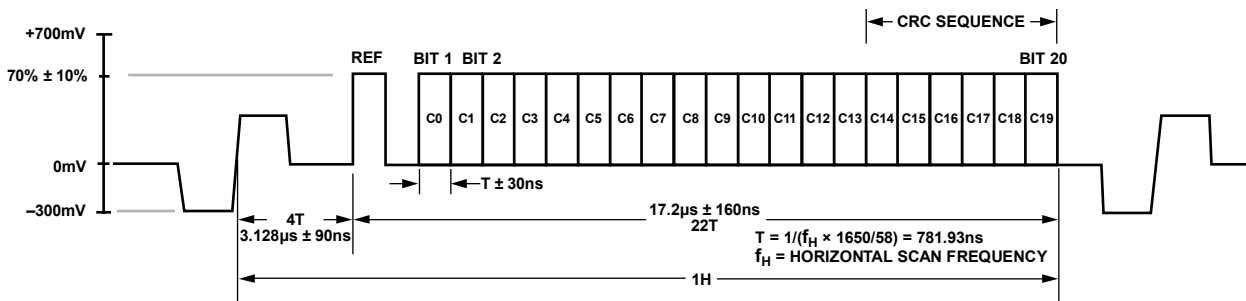 CRC SEQUENCE
+700mV
REF
BIT 1 BIT 2
BIT 20
70% ± 10%
C0 C1 C2 C3 C4 C5 C6 C7 C8 C9 C10 C11 C12 C13 C14 C15 C16 C17 C18 C19
0mV
T ± 30ns
–300mV
4T
3.128µs ± 90ns
17.2µs ± 160ns
22T
T = 1/(fH × 1650/58) = 781.93ns
fH = HORIZONTAL SCAN FREQUENCY
1H